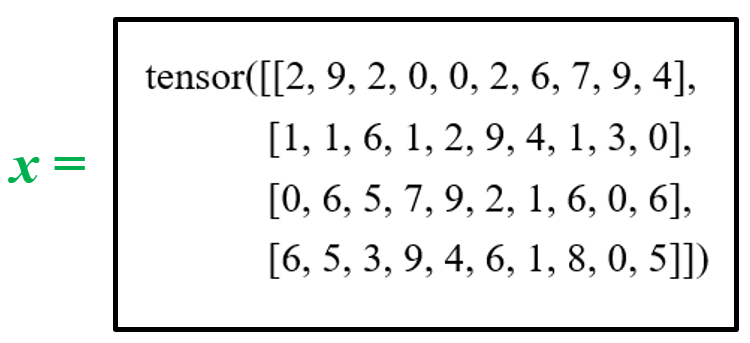 x =
tensor([[2, 9, 2, 0, 0, 2, 6, 7, 9, 4],
[1, 1, 6, 1, 2, 9, 4, 1, 3, 0],
[0, 6, 5, 7, 9, 2, 1, 6, 0, 6],
[6, 5, 3, 9, 4, 6, 1, 8, 0, 5]])